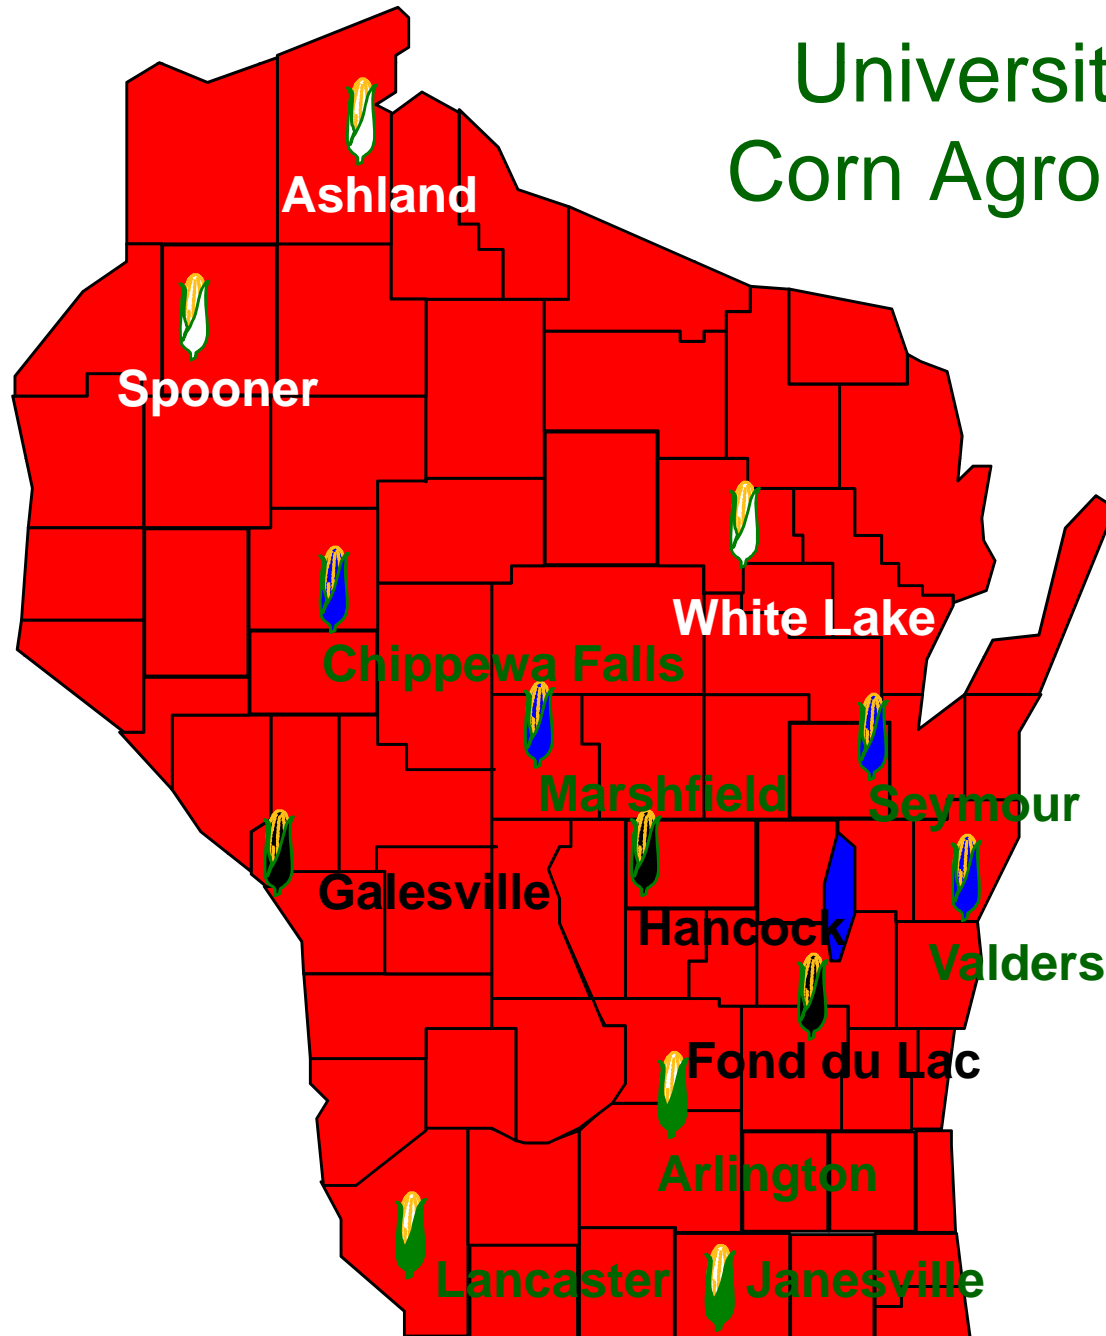 Universit
Corn Agro
Ashland
Spooner
White Lake
Chippewa Falls
Marshfield
Seymour
Galesville
Hancock
Valders
Fond du Lac
Arlington
Lancaster
Janesville